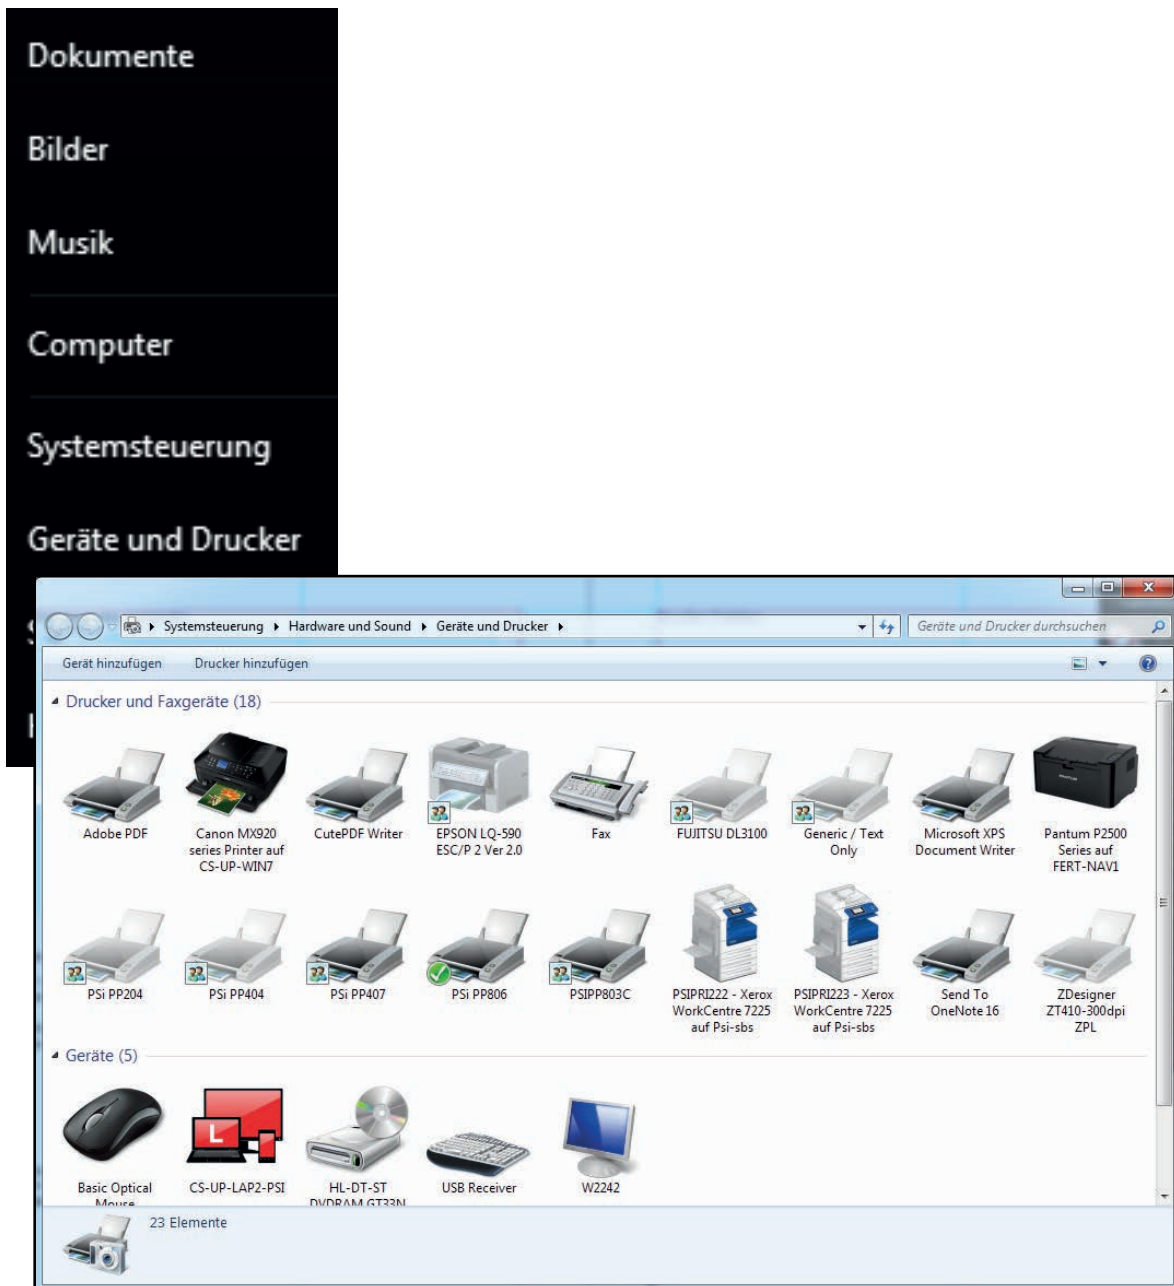 Dokumente
Bilder
Musik
Computer
Systemsteuerung
Geräte und Drucker
Systemsteuerung
Hardware und Sound
Geräte und Drucker
Geräte und Drucker durchsuchen
Gerät hinzufügen
Drucker hinzufügen
Drucker und Faxgeräte (18)
Adobe PDF
Canon MX920
series Printer auf
CS-UP-WIN7
CutePDF Writer
EPSON LQ-590
ESC/P 2 Ver 2.0
Fax
FUJITSU DL3100
Generic / Text
Only
Microsoft XPS
Document Writer
Pantum P2500
Series auf
FERT-NAV1
PSi PP204
PSi PP404
PSi PP407
PSi PP806
PSIPP803C
PSIPRI222 - Xerox
WorkCentre 7225
auf Psi-sbs
PSIPRI223 - Xerox
WorkCentre 7225
auf Psi-sbs
Send To
OneNote 16
ZDesigner
ZT410-300dpi
ZPL
Geräte (5)
Basic Optical
Mouse
L
CS-UP-LAP2-PSI
HL-DT-ST
DVDRAM GT33N
USB Receiver
W2242
23 Elemente